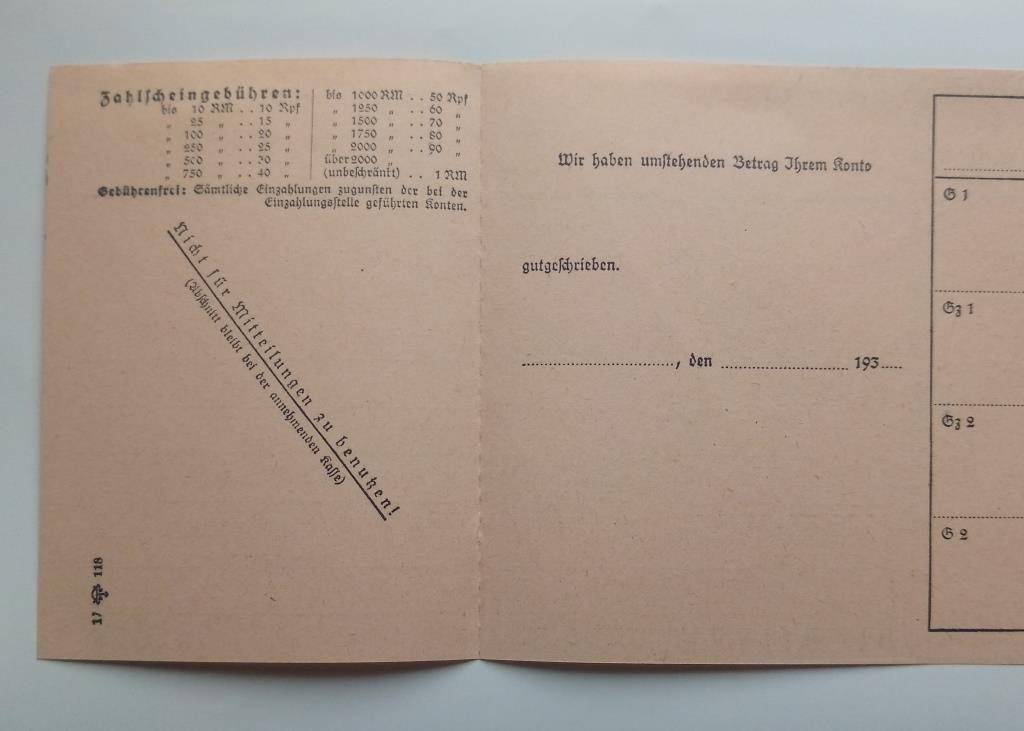 Zahlscheingebühren:
bis 10 RM . . 10 Rpf
„ 25 „ . . 15 „
„ 100 „ . . 20 „
„ 250 „ . . 25 „
„ 500 „ . . 30 „
„ 750 „ . . 40 „
bis 1000 RM . . 50 Rpf
„ 1250 „ . . 60 „
„ 1500 „ . . 70 „
„ 1750 „ . . 80 „
„ 2000 „ . . 90 „
über 2000 „
(unbeschränkt) . . 1 RM
Gebührenfrei: Sämtliche Einzahlungen zugunsten der bei der
Einzahlungsstelle geführten Konten.
Nicht für Mitteilungen zu benutzen!
(Abschnitt bleibt bei der annehmenden Kasse)
17 118
Wir haben umstehenden Betrag Ihrem Konto
gutgeschrieben.
, den 193
G 1
Gz 1
Gz 2
G 2